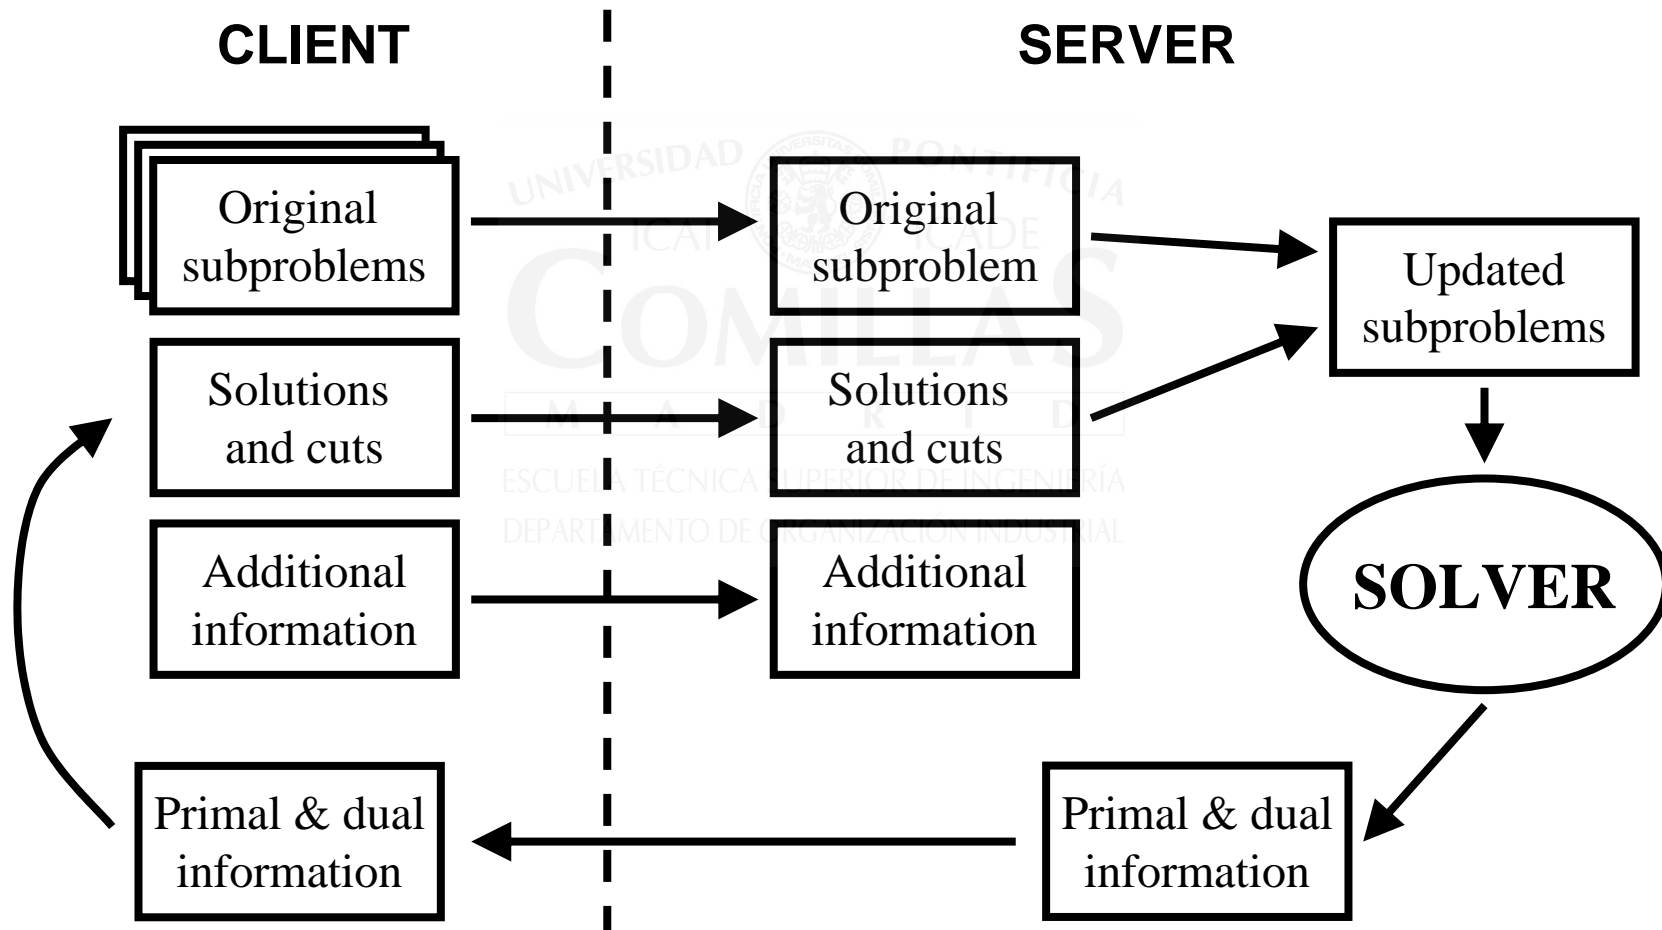 CLIENT
SERVER
UNIVERSIDAD PONTIFICIA
ICAI ICADE
COMILLAS
M A D R I D
ESCUELA TÉCNICA SUPERIOR DE INGENIERÍA
DEPARTAMENTO DE ORGANIZACIÓN INDUSTRIAL
Original
subproblems
Original
subproblem
Updated
subproblems
Solutions
and cuts
Solutions
and cuts
Additional
information
Additional
information
SOLVER
Primal & dual
information
Primal & dual
information